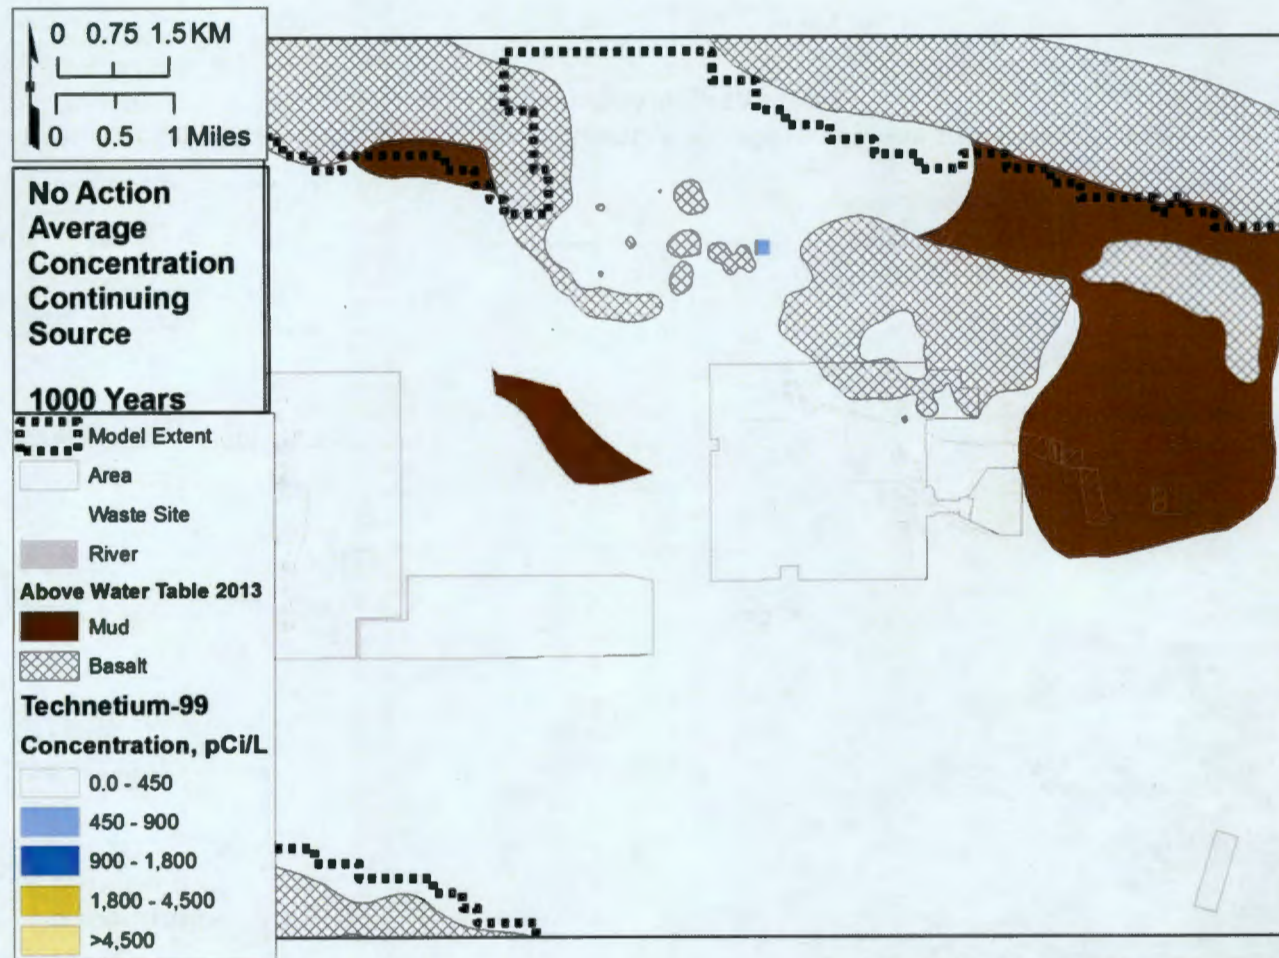 0 0.75 1.5 KM
0 0.5 1 Miles
No Action
Average
Concentration
Continuing
Source
1000 Years
Model Extent
Area
Waste Site
River
Above Water Table 2013
Mud
Basalt
Technetium-99
Concentration, pCi/L
0.0 - 450
450 - 900
900 - 1,800
1,800 - 4,500
>4,500